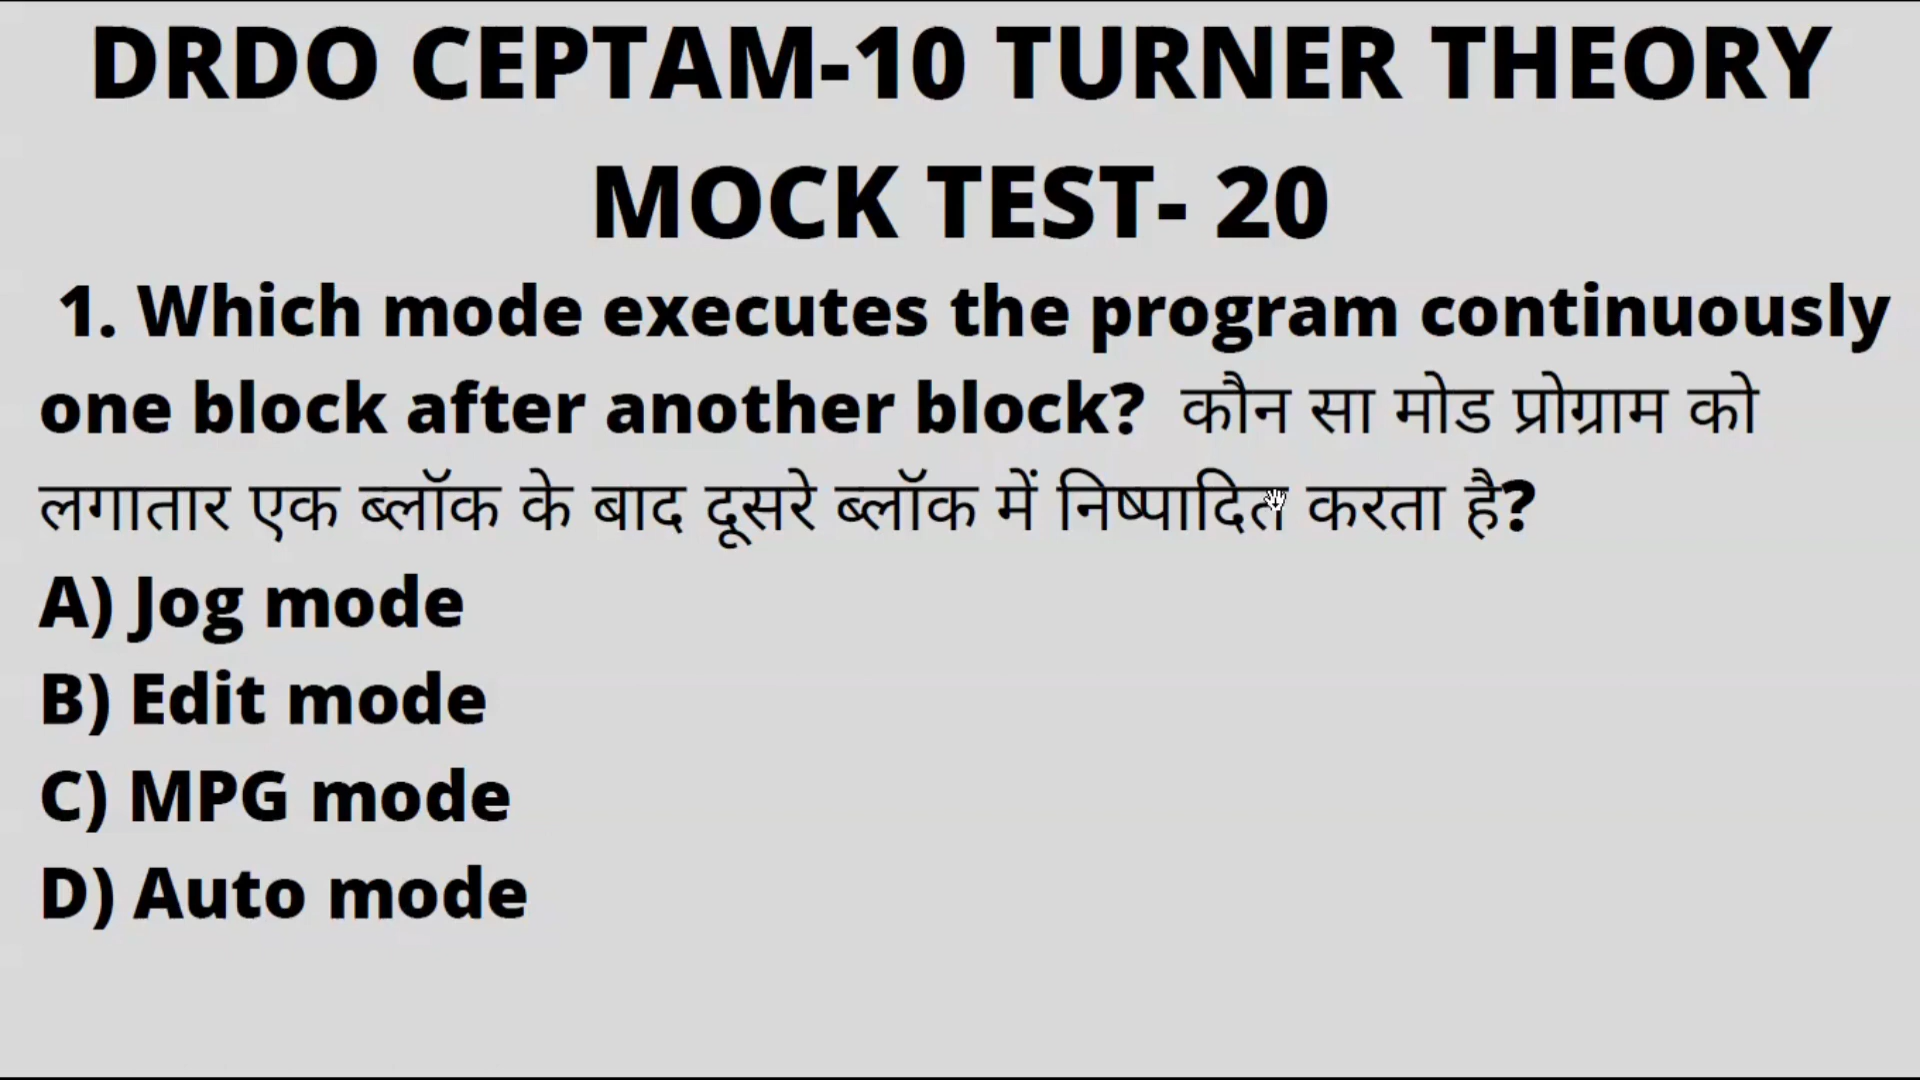 DRDO CEPTAM-10 TURNER THEORY
MOCK TEST- 20
1. Which mode executes the program continuously
one block after another block? कौन सा मोड प्रोग्राम को
लगातार एक ब्लॉक के बाद दूसरे ब्लॉक में निष्पादित करता है?
A) Jog mode
B) Edit mode
C) MPG mode
D) Auto mode